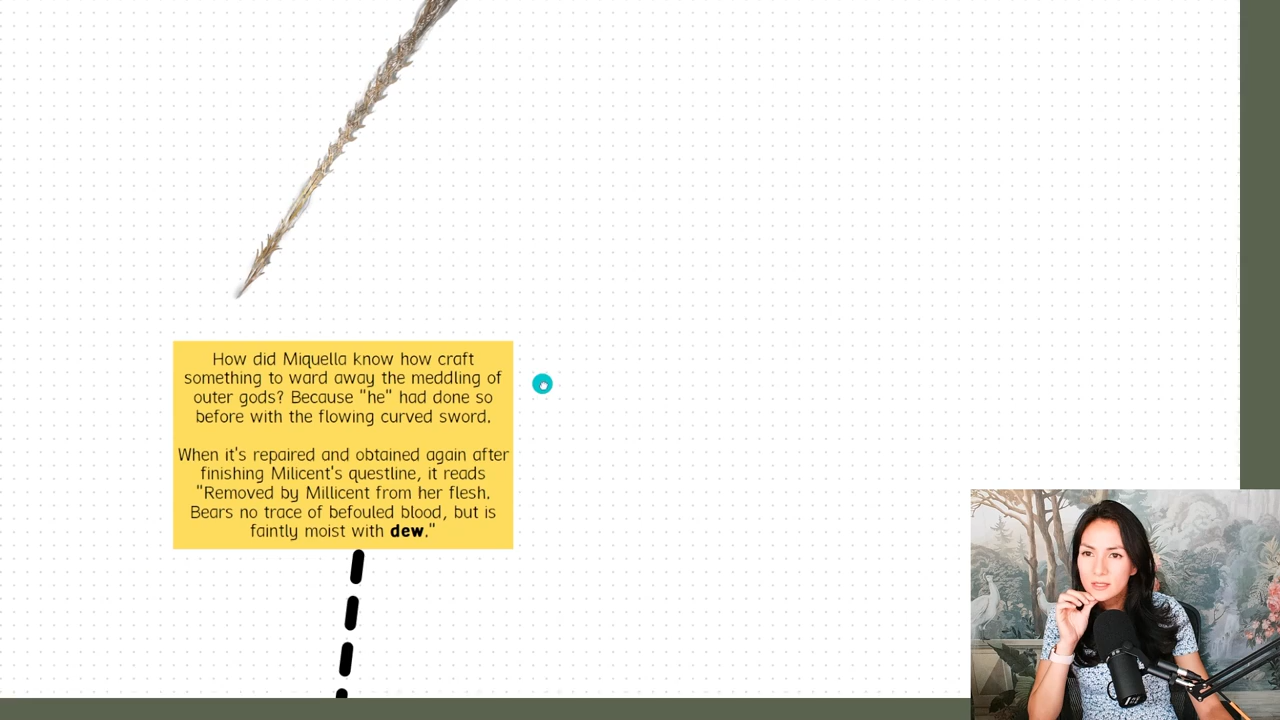 How did Miquella know how craft
something to ward away the meddling of
outer gods? Because "he" had done so
before with the flowing curved sword.
When it's repaired and obtained again after
finishing Milicent's questline, it reads
"Removed by Millicent from her flesh.
Bears no trace of befouled blood, but is
faintly moist with dew."